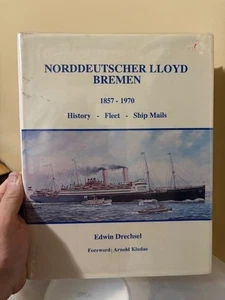 NORDDEUTSCHER LLOYD
BREMEN
1857 - 1970
History - Fleet - Ship Mails
Edwin Drechsel
Foreword: Arnold Kludas